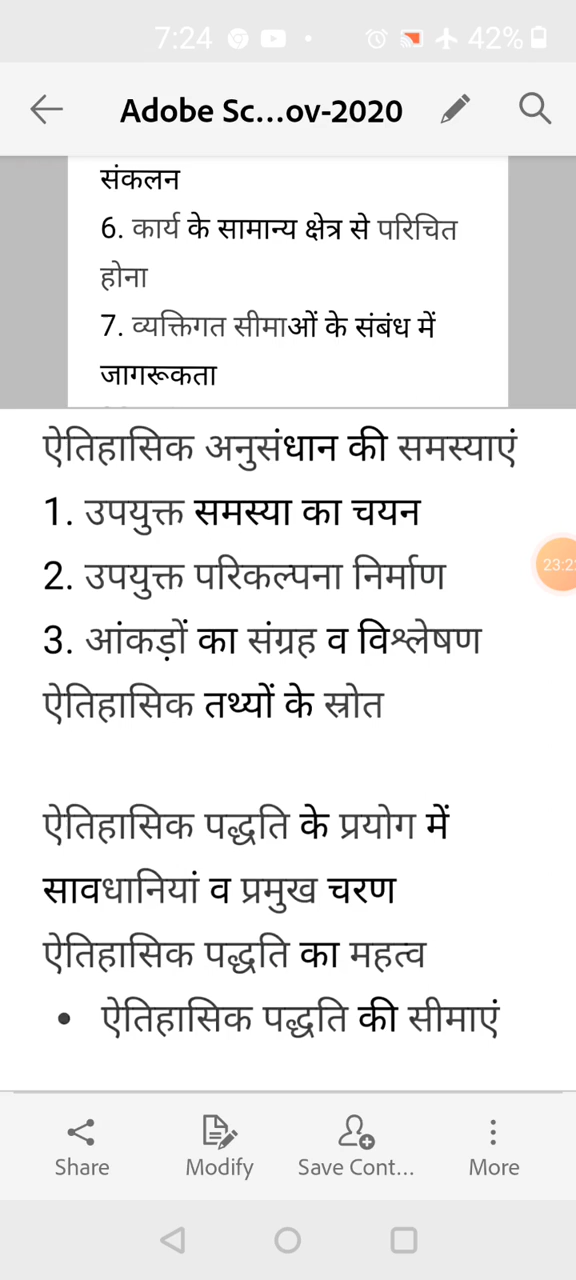 7:24
42%
Adobe Sc...ov-2020
संकलन
6. कार्य के सामान्य क्षेत्र से परिचित
होना
7. व्यक्तिगत सीमाओं के संबंध में
जागरूकता
ऐतिहासिक अनुसंधान की समस्याएं
1. उपयुक्त समस्या का चयन
2. उपयुक्त परिकल्पना निर्माण
23:2
3. आंकड़ों का संग्रह व विश्लेषण
ऐतिहासिक तथ्यों के स्रोत
ऐतिहासिक पद्धति के प्रयोग में
सावधानियां व प्रमुख चरण
ऐतिहासिक पद्धति का महत्व
• ऐतिहासिक पद्धति की सीमाएं
Share Modify Save Cont... More